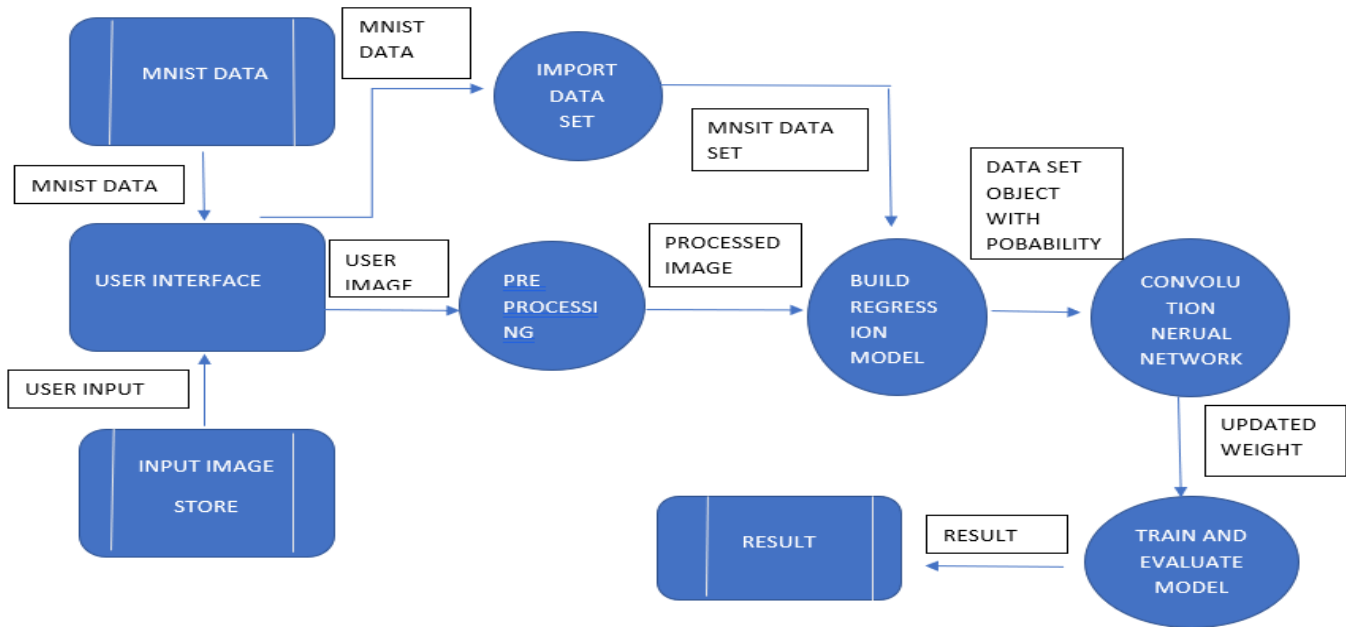 MNIST DATA
MNIST
DATA
IMPORT
DATA
SET
MNIST DATA
MNSIT DATA
SET
DATA SET
OBJECT
WITH
POBABILITY
USER INTERFACE
USER
IMAGE
PRE
PROCESSI
NG
PROCESSED
IMAGE
BUILD
REGRESS
ION
MODEL
CONVOLU
TION
NERUAL
NETWORK
USER INPUT
UPDATED
WEIGHT
INPUT IMAGE
STORE
RESULT
RESULT
TRAIN AND
EVALUATE
MODEL